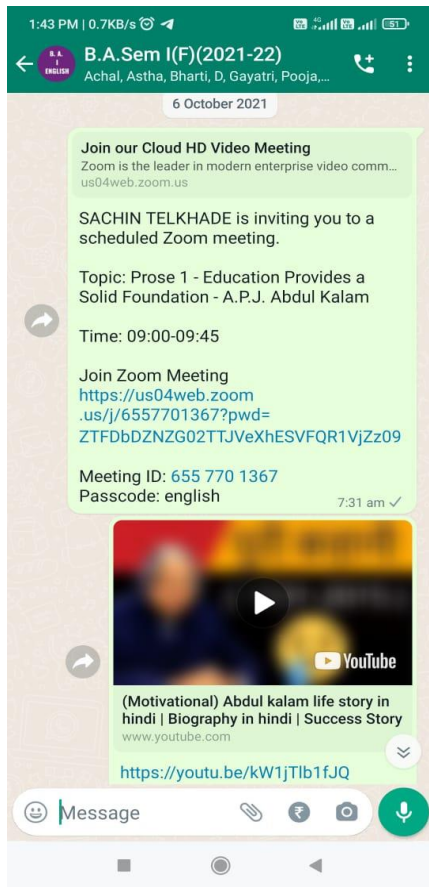 1:43 PM | 0.7KB/s
4G
51
B. A.
I
ENGLISH
B.A.Sem I(F)(2021-22)
Achal, Astha, Bharti, D, Gayatri, Pooja,...
6 October 2021
Join our Cloud HD Video Meeting
Zoom is the leader in modern enterprise video comm...
us04web.zoom.us
SACHIN TELKHADE is inviting you to a
scheduled Zoom meeting.
Topic: Prose 1 - Education Provides a
Solid Foundation - A.P.J. Abdul Kalam
Time: 09:00-09:45
Join Zoom Meeting
https://us04web.zoom
.us/j/6557701367?pwd=
ZTFDbDZNZG02TTJVeXhESVFQR1VjZz09
Meeting ID: 655 770 1367
Passcode: english
7:31 am
YouTube
(Motivational) Abdul kalam life story in
hindi | Biography in hindi | Success Story
www.youtube.com
https://youtu.be/kW1jTlb1fJQ
Message